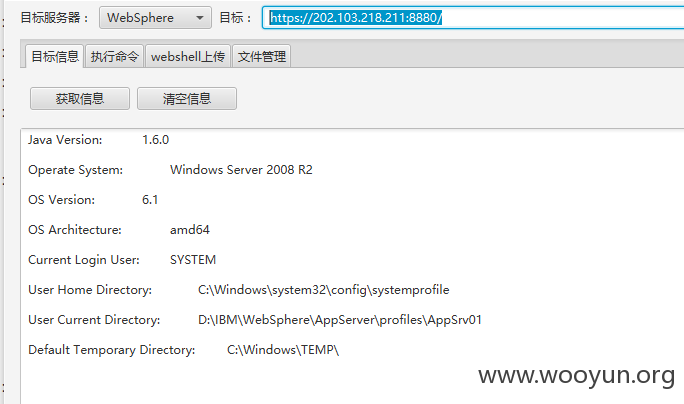 目标服务器： WebSphere 目标： https://202.103.218.211:8880/
目标信息 执行命令 webshell上传 文件管理
获取信息 清空信息
Java Version: 1.6.0
Operate System: Windows Server 2008 R2
OS Version: 6.1
OS Architecture: amd64
Current Login User: SYSTEM
User Home Directory: C:\Windows\system32\config\systemprofile
User Current Directory: D:\IBM\WebSphere\AppServer\profiles\AppSrv01
Default Temporary Directory: C:\Windows\TEMP\
www.wooyun.org